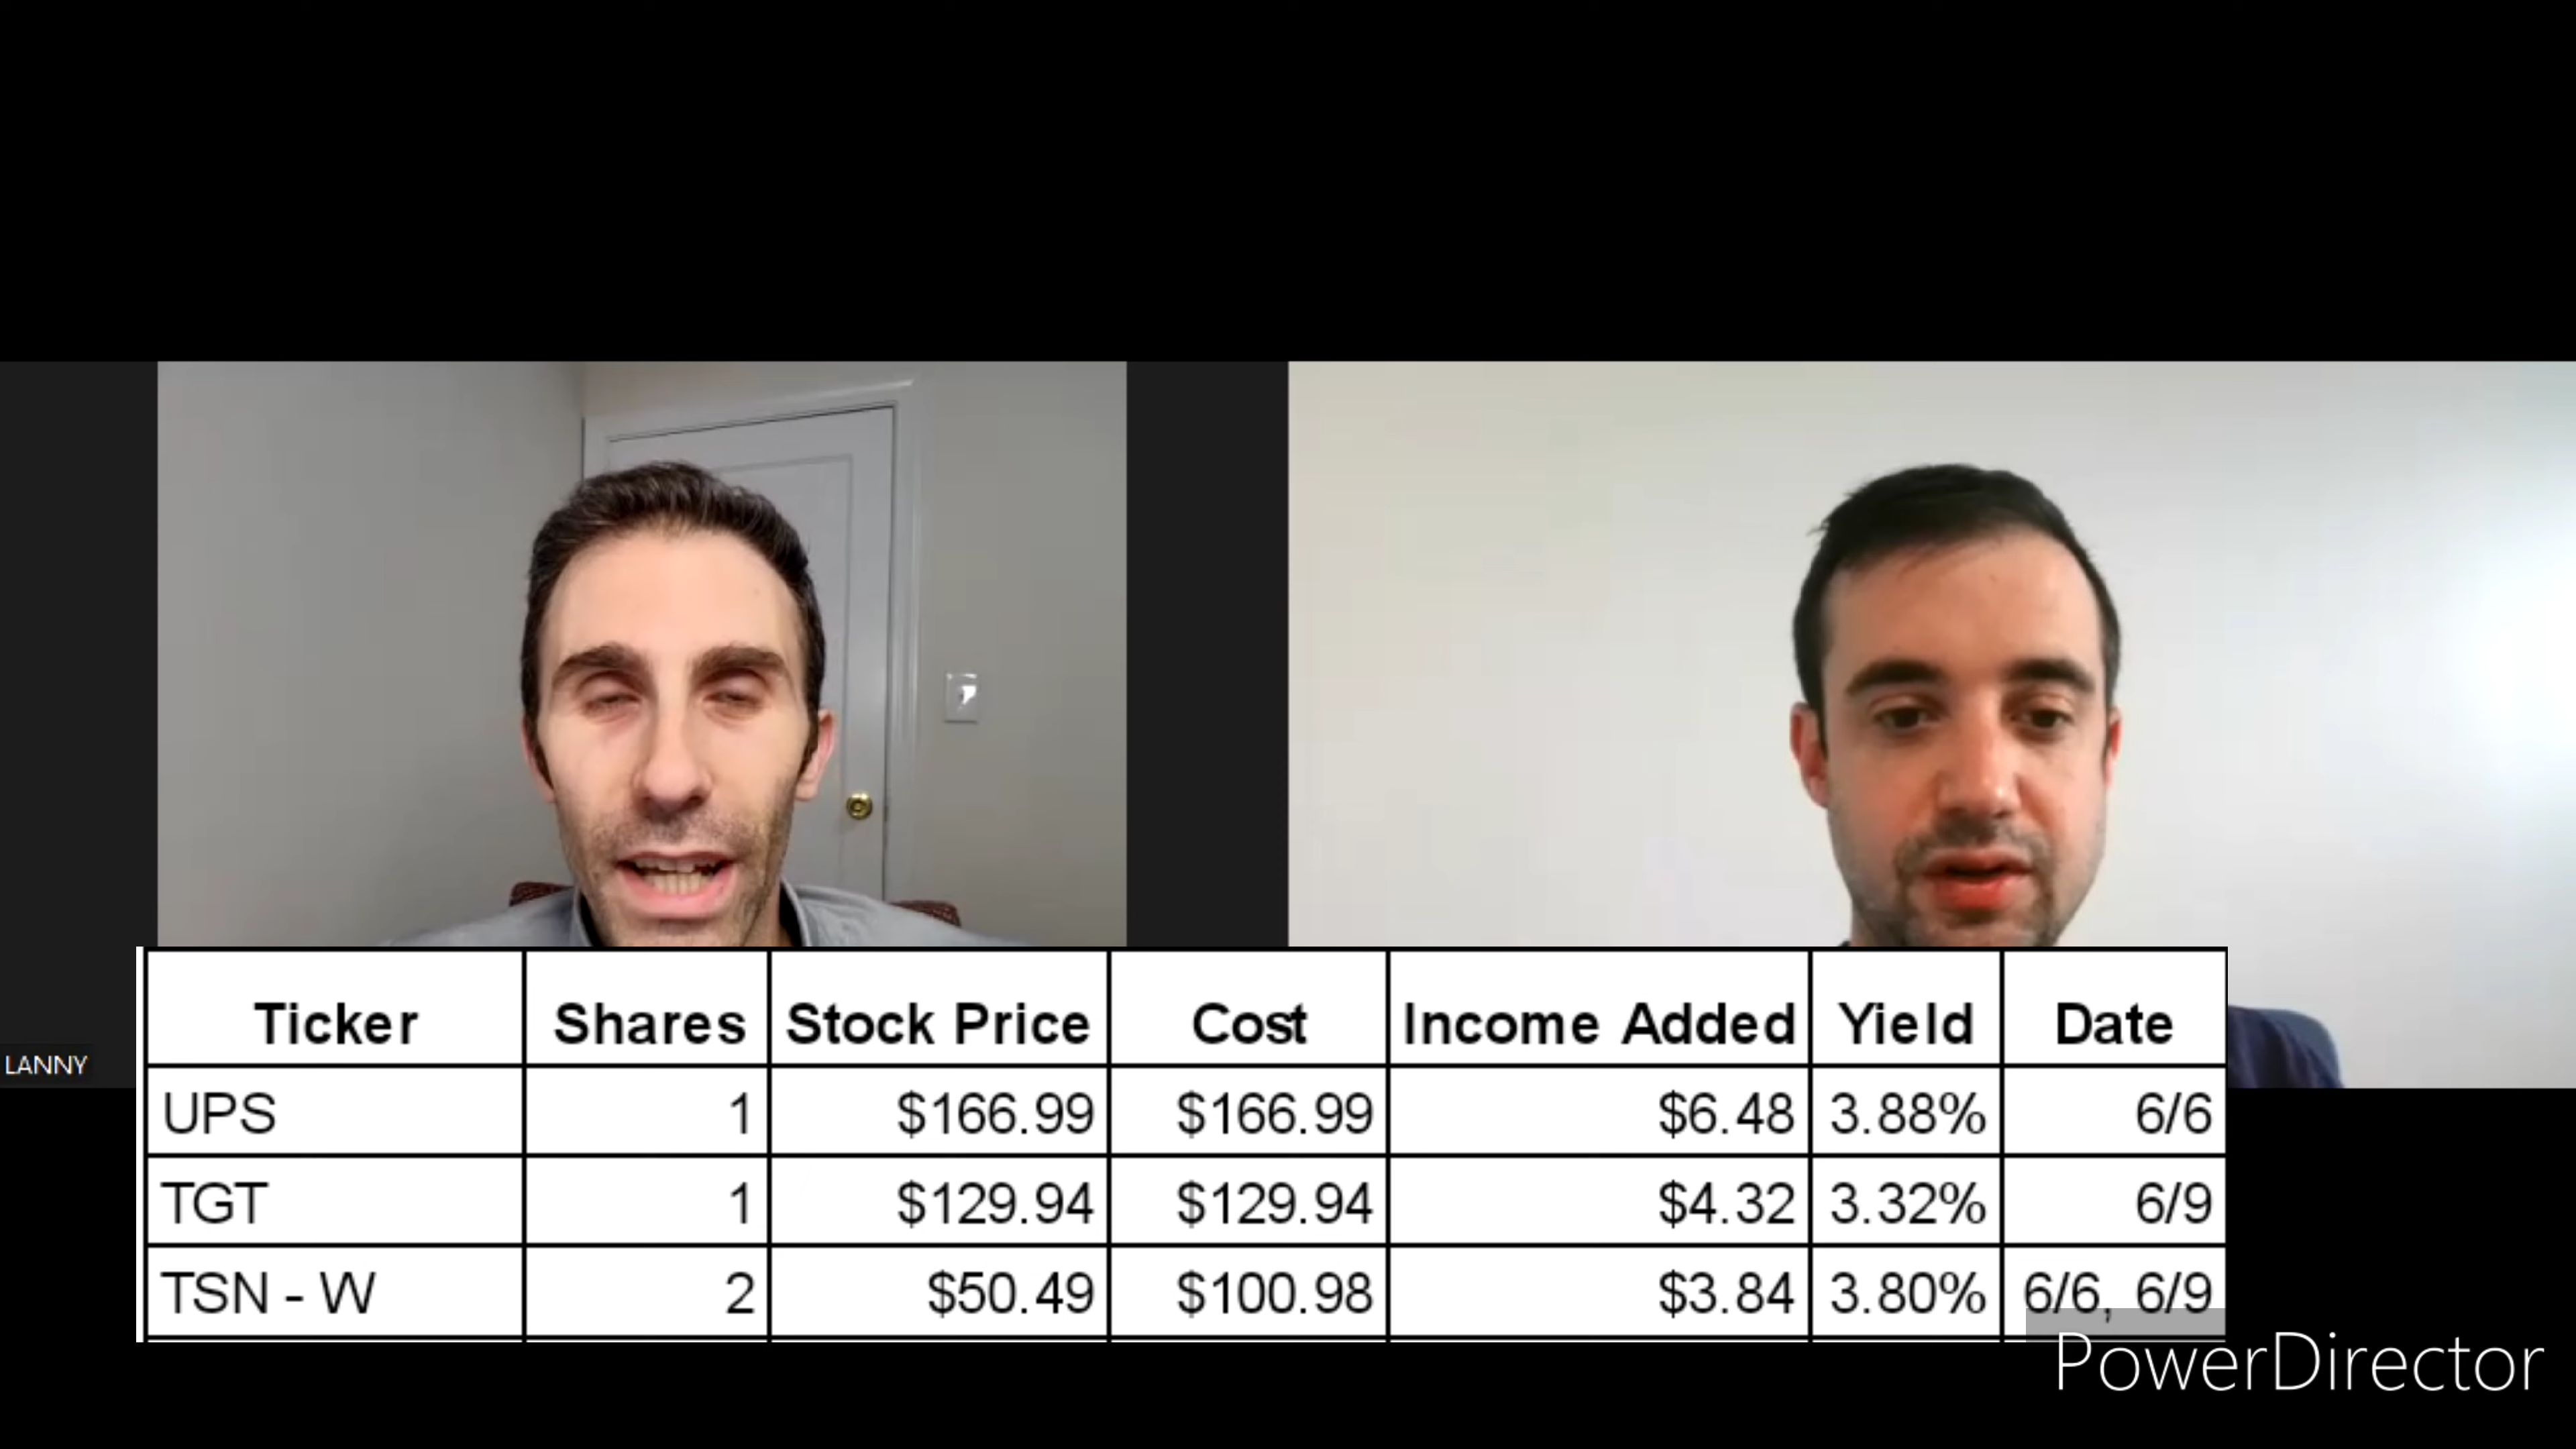 LANNY
Ticker Shares Stock Price Cost Income Added Yield Date
UPS 1 $166.99 $166.99 $6.48 3.88% 6/6
TGT 1 $129.94 $129.94 $4.32 3.32% 6/9
TSN - W 2 $50.49 $100.98 $3.84 3.80% 6/6, 6/9
PowerDirector